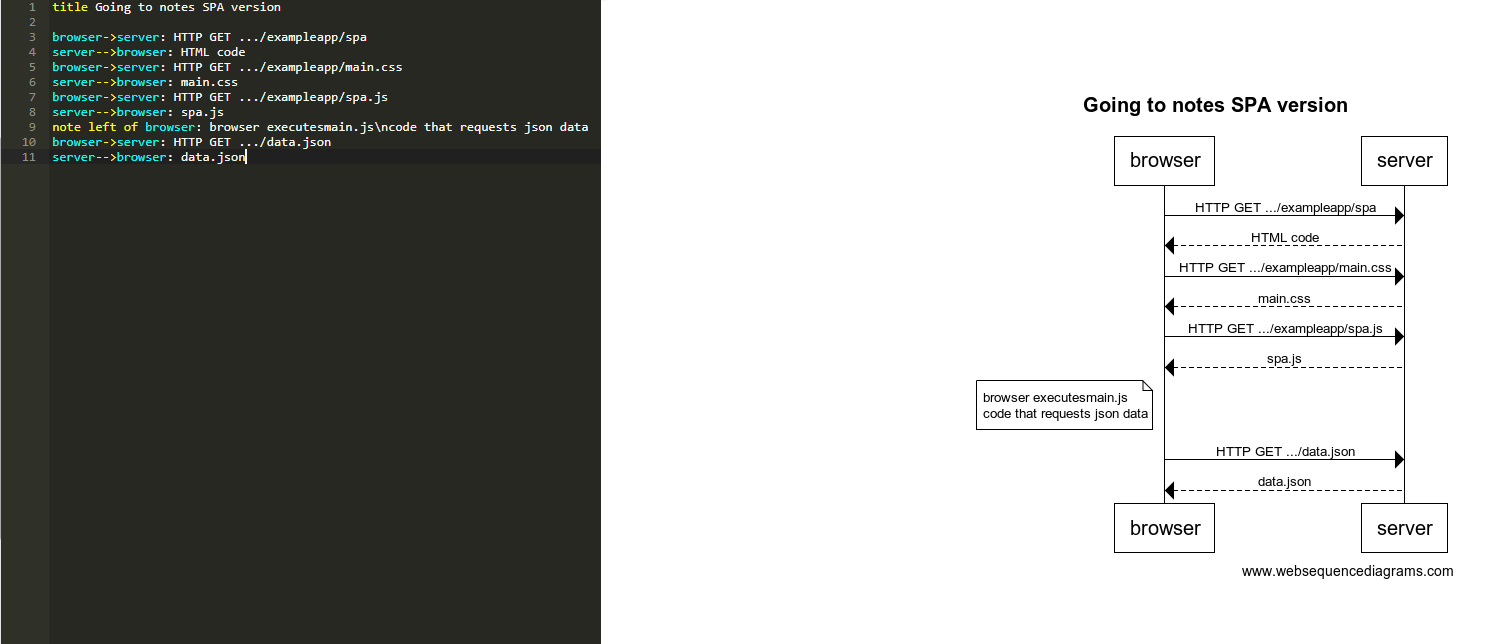 1 title Going to notes SPA version
2
3 browser->server: HTTP GET .../exampleapp/spa
4 server-->browser: HTML code
5 browser->server: HTTP GET .../exampleapp/main.css
6 server-->browser: main.css
7 browser->server: HTTP GET .../exampleapp/spa.js
8 server-->browser: spa.js
9 note left of browser: browser executesmain.js\ncode that requests json data
10 browser->server: HTTP GET .../data.json
11 server-->browser: data.json
Going to notes SPA version
browser server
HTTP GET .../exampleapp/spa
HTML code
HTTP GET .../exampleapp/main.css
main.css
HTTP GET .../exampleapp/spa.js
spa.js
browser executesmain.js
code that requests json data
HTTP GET .../data.json
data.json
browser server
www.websequencediagrams.com